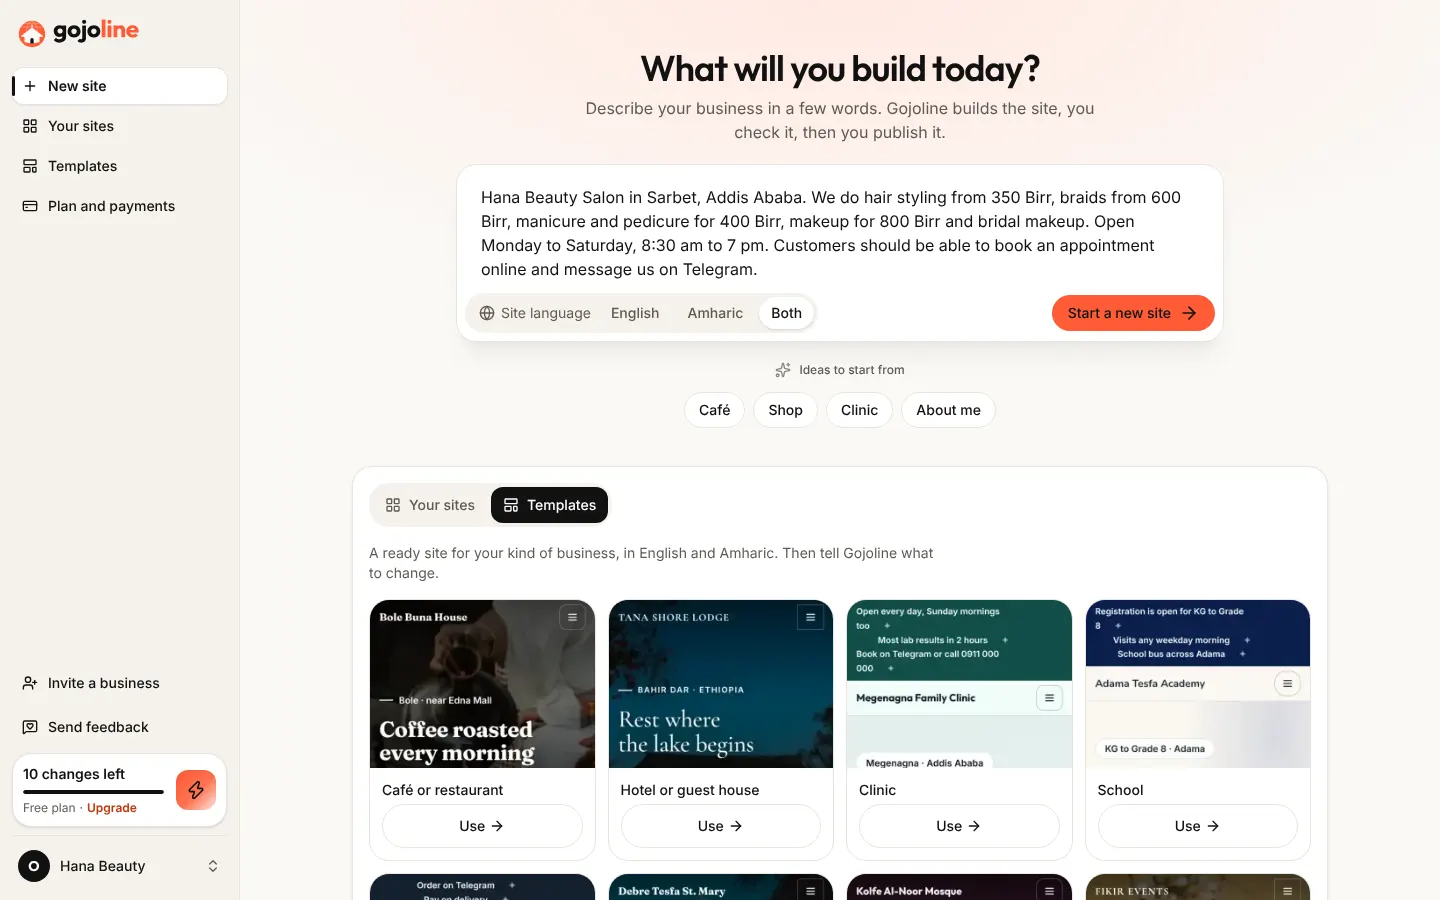 gojoline
New site
Your sites
Templates
Plan and payments
Invite a business
Send feedback
10 changes left
Free plan · Upgrade
O
Hana Beauty
What will you build today?
Describe your business in a few words. Gojoline builds the site, you
check it, then you publish it.
Hana Beauty Salon in Sarbet, Addis Ababa. We do hair styling from 350 Birr, braids from 600
Birr, manicure and pedicure for 400 Birr, makeup for 800 Birr and bridal makeup. Open
Monday to Saturday, 8:30 am to 7 pm. Customers should be able to book an appointment
online and message us on Telegram.
Site language English Amharic Both
Start a new site
Ideas to start from
Café Shop Clinic About me
Your sites Templates
A ready site for your kind of business, in English and Amharic. Then tell Gojoline what
to change.
Bole Buna House
Bole · near Edna Mall
Coffee roasted
every morning
Café or restaurant
Use
TANA SHORE LODGE
BAHIR DAR · ETHIOPIA
Rest where
the lake begins
Hotel or guest house
Use
Open every day, Sunday mornings
too +
Most lab results in 2 hours +
Book on Telegram or call 0911 000
000 +
Megenagna Family Clinic
Megenagna · Addis Ababa
Clinic
Use
Registration is open for KG to Grade
8 +
Visits any weekday morning +
School bus across Adama +
Adama Tesfa Academy
KG to Grade 8 · Adama
School
Use
Order on Telegram +
Pay on delivery
Debre Tesfa St. Mary
Kolfe Al-Noor Mosque
FIKIR EVENTS